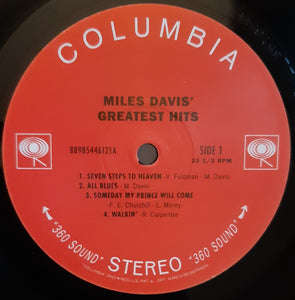 COLUMBIA
MILES DAVIS'
GREATEST HITS
88985446121A
SIDE 1
33 1/3 RPM
1. SEVEN STEPS TO HEAVEN -V. Feldman - M. Davis-
2. ALL BLUES -M. Davis-
3. SOMEDAY MY PRINCE WILL COME
-F. E. Churchill - L. Morey-
4. WALKIN' -R. Carpenter-
"360 SOUND" STEREO "360 SOUND"